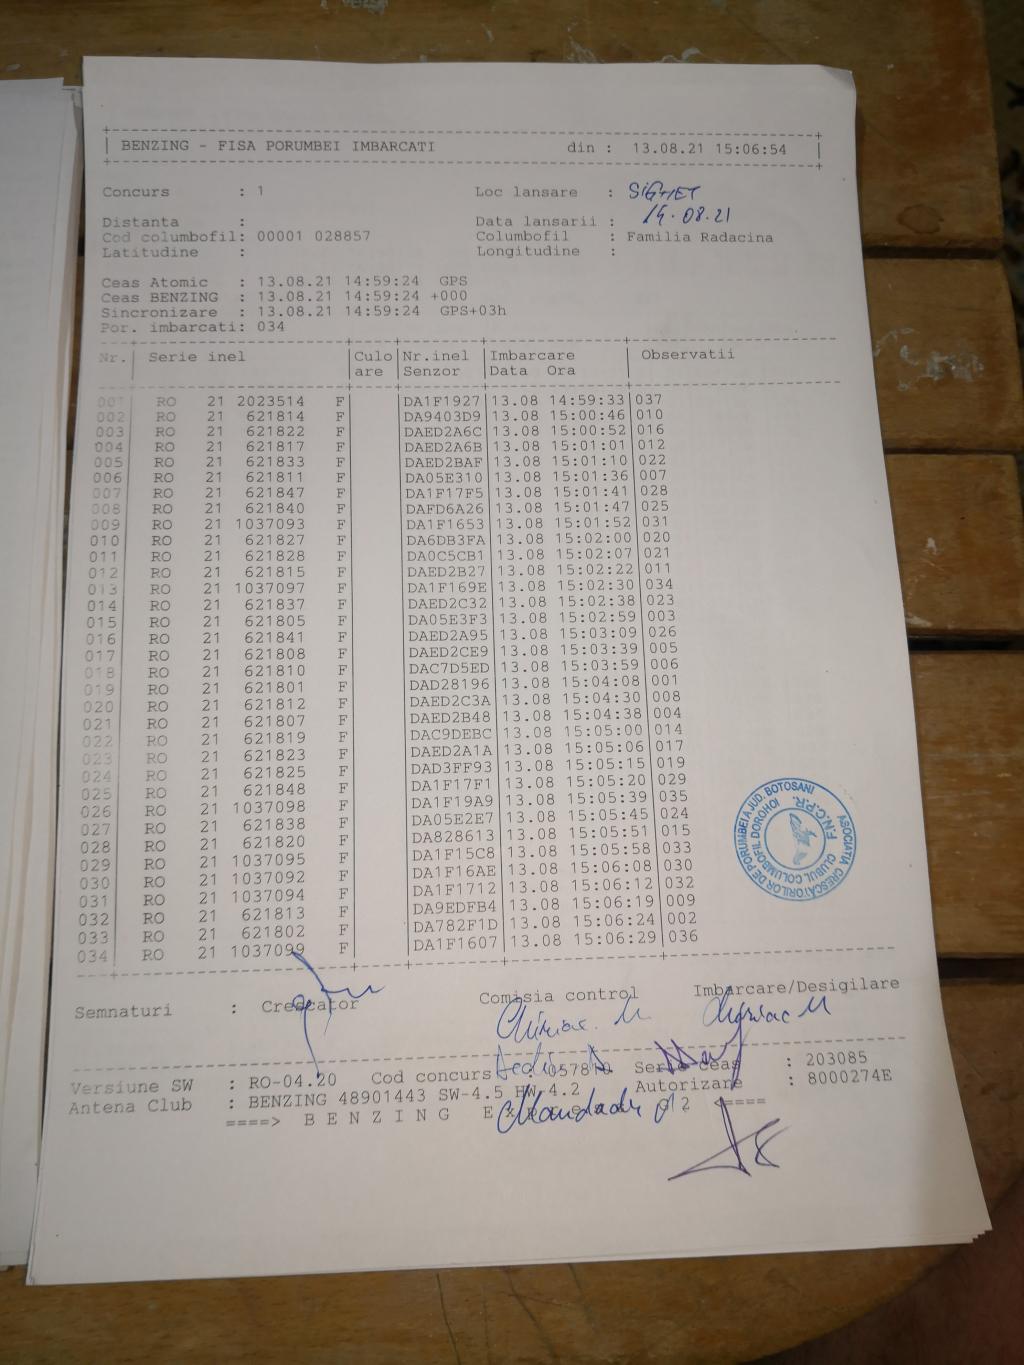 BENZING - FISA PORUMBEI IMBARCATI din : 13.08.21 15:06:54
Concurs : 1 Loc lansare : SIGHET
Distanta : Data lansarii : 14.08.21
Cod columbofil: 00001 028857 Columbofil : Familia Radacina
Latitudine : Longitudine :
Ceas Atomic : 13.08.21 14:59:24 GPS
Ceas BENZING : 13.08.21 14:59:24 +000
Sincronizare : 13.08.21 14:59:24 GPS+03h
Por. imbarcati: 034
Nr. Serie inel Culo Nr.inel Imbarcare Observatii
are Senzor Data Ora
001 RO 21 2023514 F DA1F1927 13.08 14:59:33 037
002 RO 21 621814 F DA9403D9 13.08 15:00:46 010
003 RO 21 621822 F DAED2A6C 13.08 15:00:52 016
004 RO 21 621817 F DAED2A6B 13.08 15:01:01 012
005 RO 21 621833 F DAED2BAF 13.08 15:01:10 022
006 RO 21 621811 F DA05E310 13.08 15:01:36 007
007 RO 21 621847 F DA1F17F5 13.08 15:01:41 028
008 RO 21 621840 F DAFD6A26 13.08 15:01:47 025
009 RO 21 1037093 F DA1F1653 13.08 15:01:52 031
010 RO 21 621827 F DA6DB3FA 13.08 15:02:00 020
011 RO 21 621828 F DA0C5CB1 13.08 15:02:07 021
012 RO 21 621815 F DAED2B27 13.08 15:02:22 011
013 RO 21 1037097 F DA1F169E 13.08 15:02:30 034
014 RO 21 621837 F DAED2C32 13.08 15:02:38 023
015 RO 21 621805 F DA05E3F3 13.08 15:02:59 003
016 RO 21 621841 F DAED2A95 13.08 15:03:09 026
017 RO 21 621808 F DAED2CE9 13.08 15:03:39 005
018 RO 21 621810 F DAC7D5ED 13.08 15:03:59 006
019 RO 21 621801 F DAD28196 13.08 15:04:08 001
020 RO 21 621812 F DAED2C3A 13.08 15:04:30 008
021 RO 21 621807 F DAED2B48 13.08 15:04:38 004
022 RO 21 621819 F DAC9DEBC 13.08 15:05:00 014
023 RO 21 621823 F DAED2A1A 13.08 15:05:06 017
024 RO 21 621825 F DAD3FF93 13.08 15:05:15 019
025 RO 21 621848 F DA1F17F1 13.08 15:05:20 029
026 RO 21 1037098 F DA1F19A9 13.08 15:05:39 035
027 RO 21 621838 F DA05E2E7 13.08 15:05:45 024
028 RO 21 621820 F DA828613 13.08 15:05:51 015
029 RO 21 1037095 F DA1F15C8 13.08 15:05:58 033
030 RO 21 1037092 F DA1F16AE 13.08 15:06:08 030
031 RO 21 1037094 F DA1F1712 13.08 15:06:12 032
032 RO 21 621813 F DA9EDFB4 13.08 15:06:19 009
033 RO 21 621802 F DA782F1D 13.08 15:06:24 002
034 RO 21 1037099 F DA1F1607 13.08 15:06:29 036
ASOCIATIA CRESCĂTORILOR DE PORUMBEI A JUD. BOTOSANI
CLUBUL COLUMBOFIL DOROHOI
F.N.C.P.R.
Semnaturi : Crescator Comisia control Imbarcare/Desigilare
Versiune SW : RO-04.20 Cod concurs : Serie ceas : 203085
Antena Club : BENZING 48901443 SW-4.5 HW-4.2 Autorizare : 8000274E
====> B E N Z I N G G 2 <====